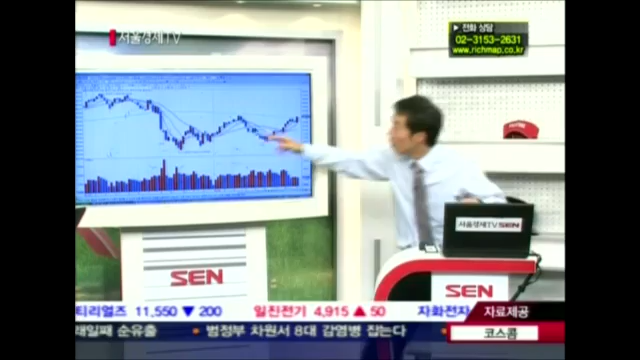 서울경제TV
▶ 전화 상담
02-3153-2631
www.richmap.co.kr
서울경제TV SEN
SEN
SEN
티리얼즈 11,550 ▼ 200 일진전기 4,915 ▲ 50 자화전자
자료제공
래일째 순유출 범정부 차원서 8대 감염병 잡는다
코스콤